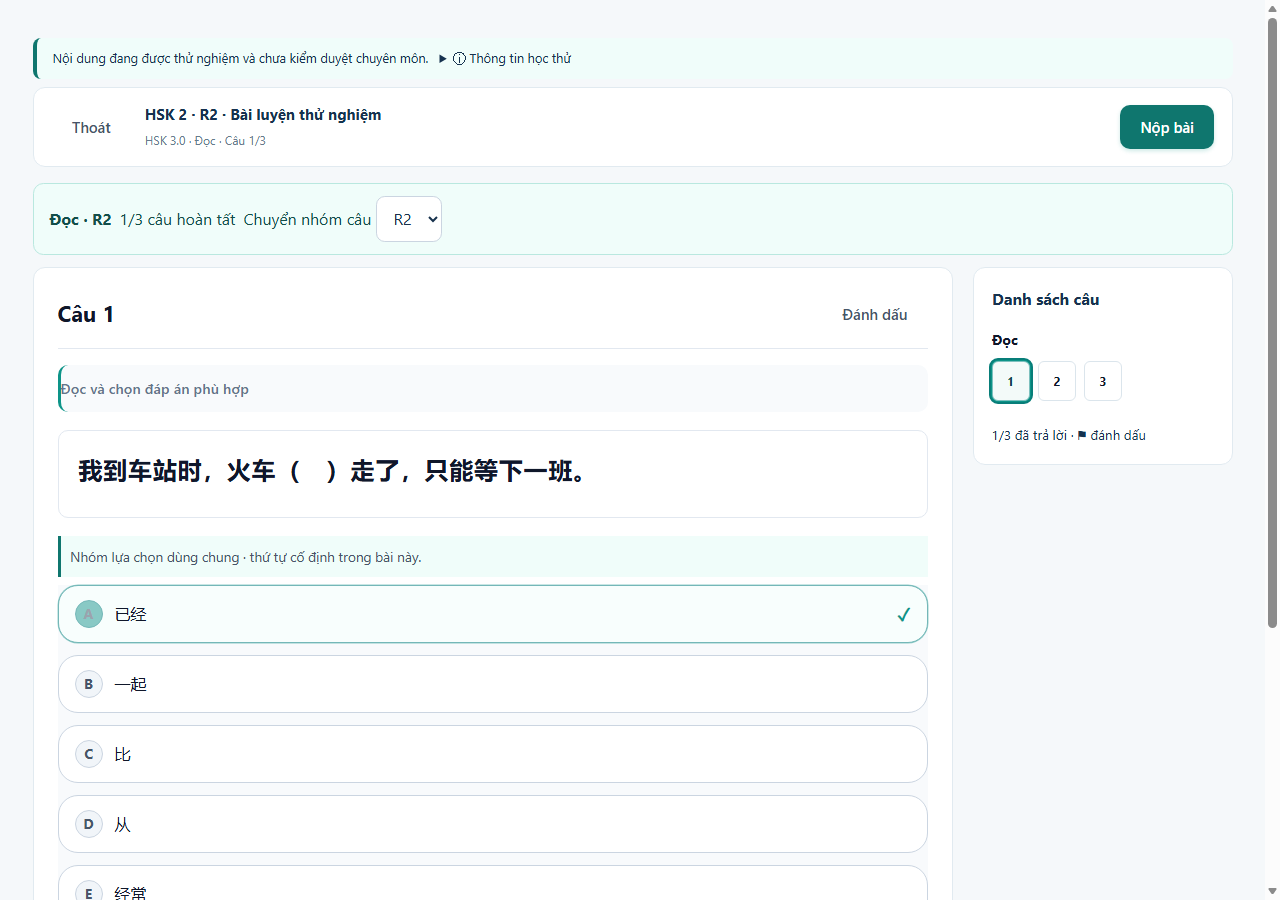 Nội dung đang được thử nghiệm và chưa kiểm duyệt chuyên môn. ▶ ⓘ Thông tin học thử
Thoát
HSK 2 · R2 · Bài luyện thử nghiệm
HSK 3.0 · Đọc · Câu 1/3
Nộp bài
Đọc · R2 1/3 câu hoàn tất Chuyển nhóm câu R2
Câu 1
Đánh dấu
Đọc và chọn đáp án phù hợp
我到车站时，火车（　）走了，只能等下一班。
Nhóm lựa chọn dùng chung · thứ tự cố định trong bài này.
A 已经 ✓
B 一起
C 比
D 从
E 经常
Danh sách câu
Đọc
1 2 3
1/3 đã trả lời · ⚑ đánh dấu